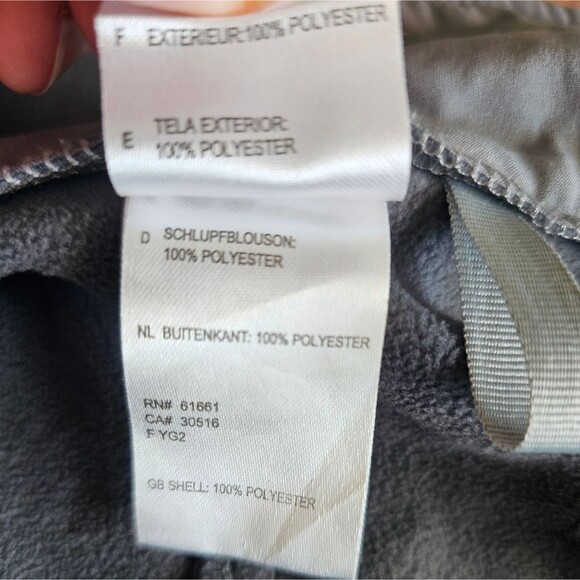 F EXTERIEUR:100% POLYESTER
E TELA EXTERIOR:
100% POLYESTER
D SCHLUPFBLOUSON:
100% POLYESTER
NL BUITENKANT: 100% POLYESTER
RN# 61661
CA# 30516
F YG2
GB SHELL: 100% POLYESTER